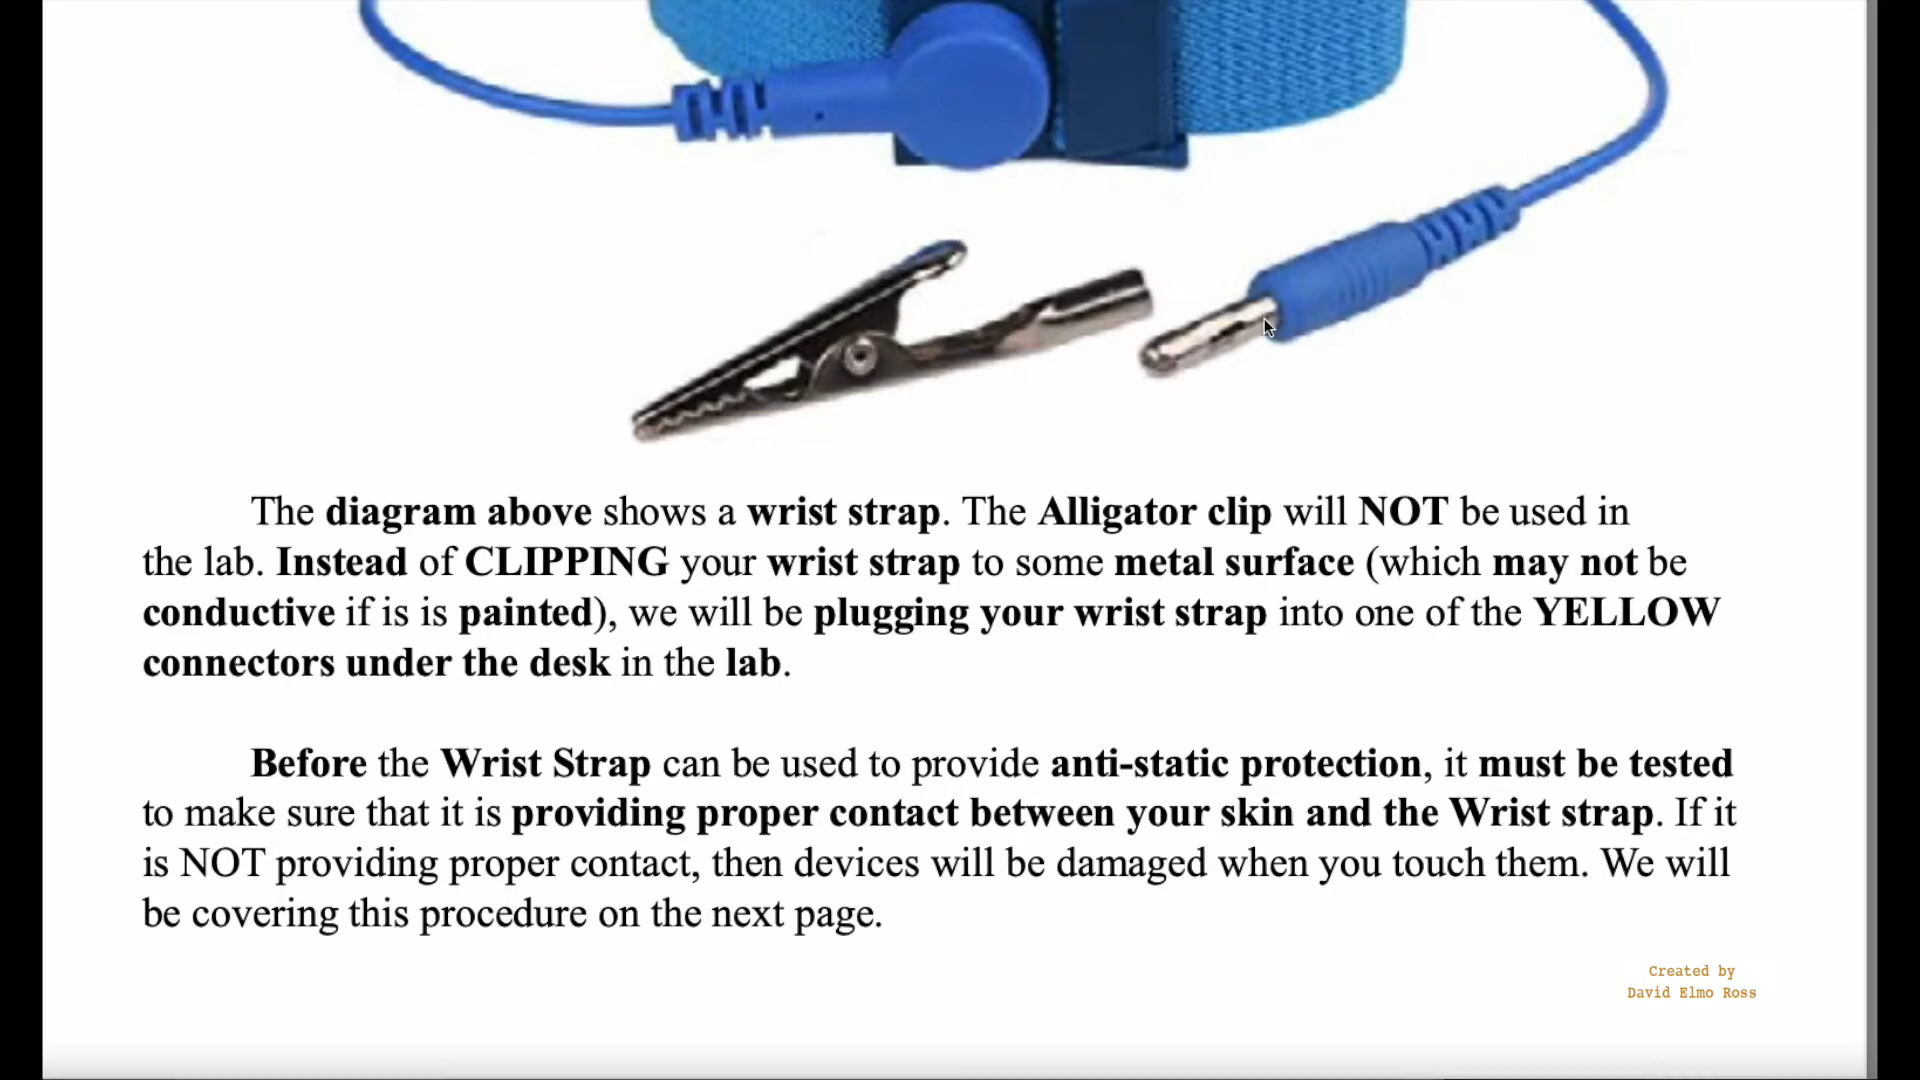 The diagram above shows a wrist strap. The Alligator clip will NOT be used in
the lab. Instead of CLIPPING your wrist strap to some metal surface (which may not be
conductive if is is painted), we will be plugging your wrist strap into one of the YELLOW
connectors under the desk in the lab.
Before the Wrist Strap can be used to provide anti-static protection, it must be tested
to make sure that it is providing proper contact between your skin and the Wrist strap. If it
is NOT providing proper contact, then devices will be damaged when you touch them. We will
be covering this procedure on the next page.
Created by
David Elmo Ross